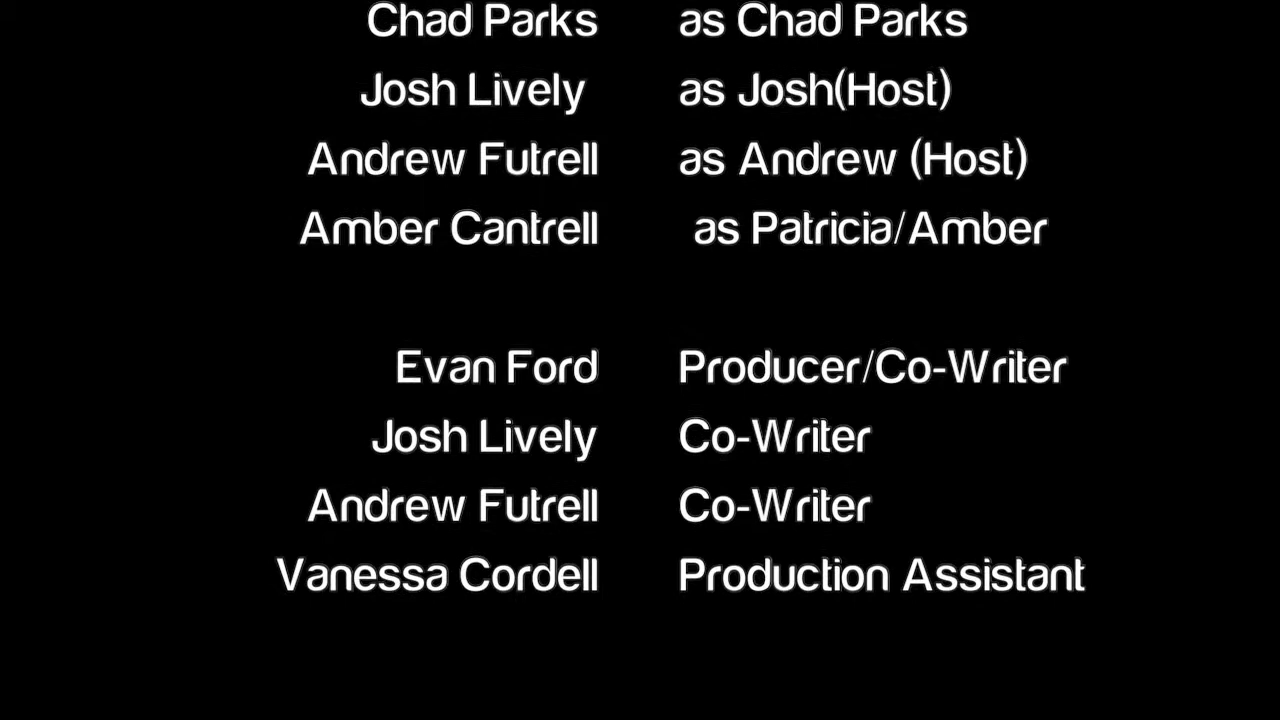 Chad Parks as Chad Parks
Josh Lively as Josh(Host)
Andrew Futrell as Andrew (Host)
Amber Cantrell as Patricia/Amber
Evan Ford Producer/Co-Writer
Josh Lively Co-Writer
Andrew Futrell Co-Writer
Vanessa Cordell Production Assistant